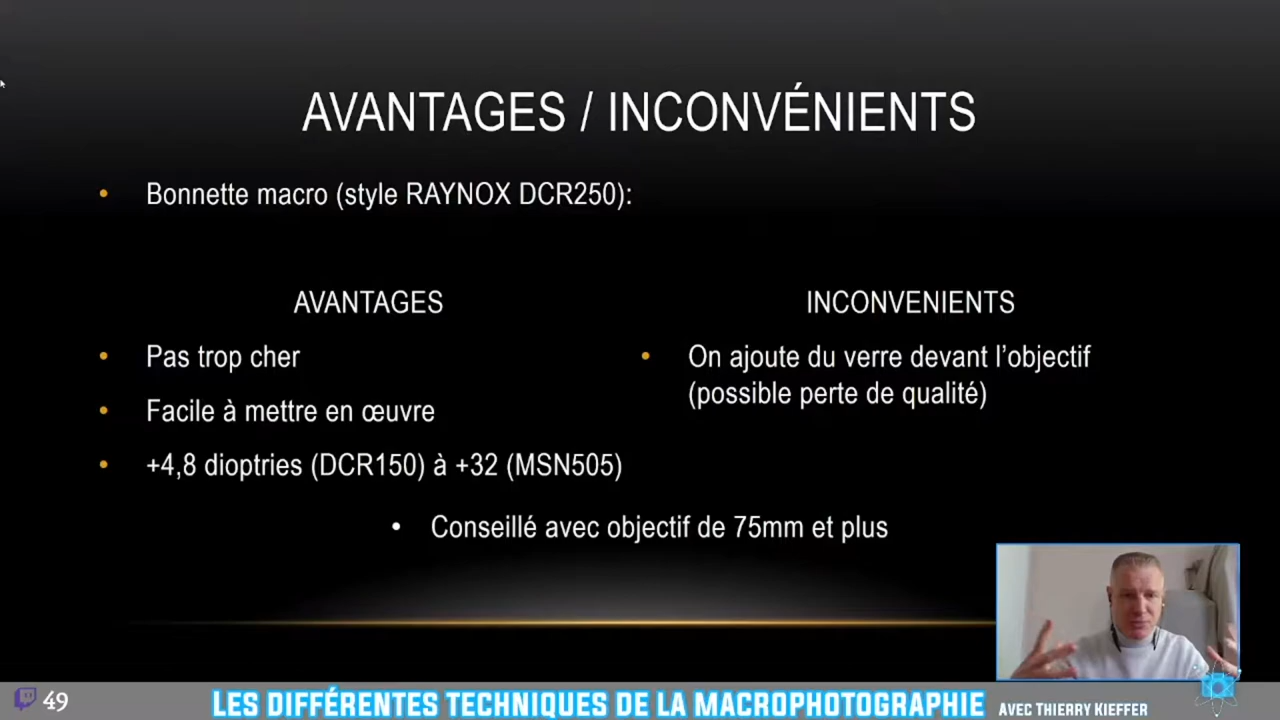 AVANTAGES / INCONVÉNIENTS
• Bonnette macro (style RAYNOX DCR250):
AVANTAGES
• Pas trop cher
• Facile à mettre en œuvre
• +4,8 dioptries (DCR150) à +32 (MSN505)
INCONVENIENTS
• On ajoute du verre devant l’objectif
(possible perte de qualité)
• Conseillé avec objectif de 75mm et plus
49
LES DIFFÉRENTES TECHNIQUES DE LA MACROPHOTOGRAPHIE AVEC THIERRY KIEFFER